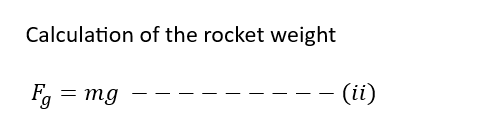 Calculation of the rocket weight
F_g = mg − − − − − − − − − − (ii)